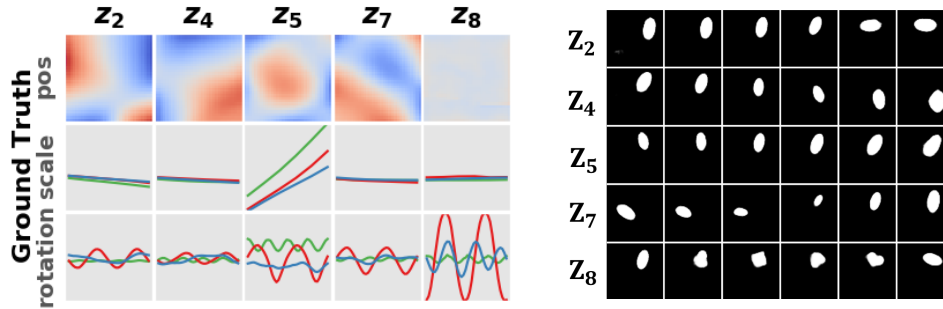 z2 z4 z5 z7 z8
Ground Truth
pos
scale
rotation
Z2
Z4
Z5
Z7
Z8